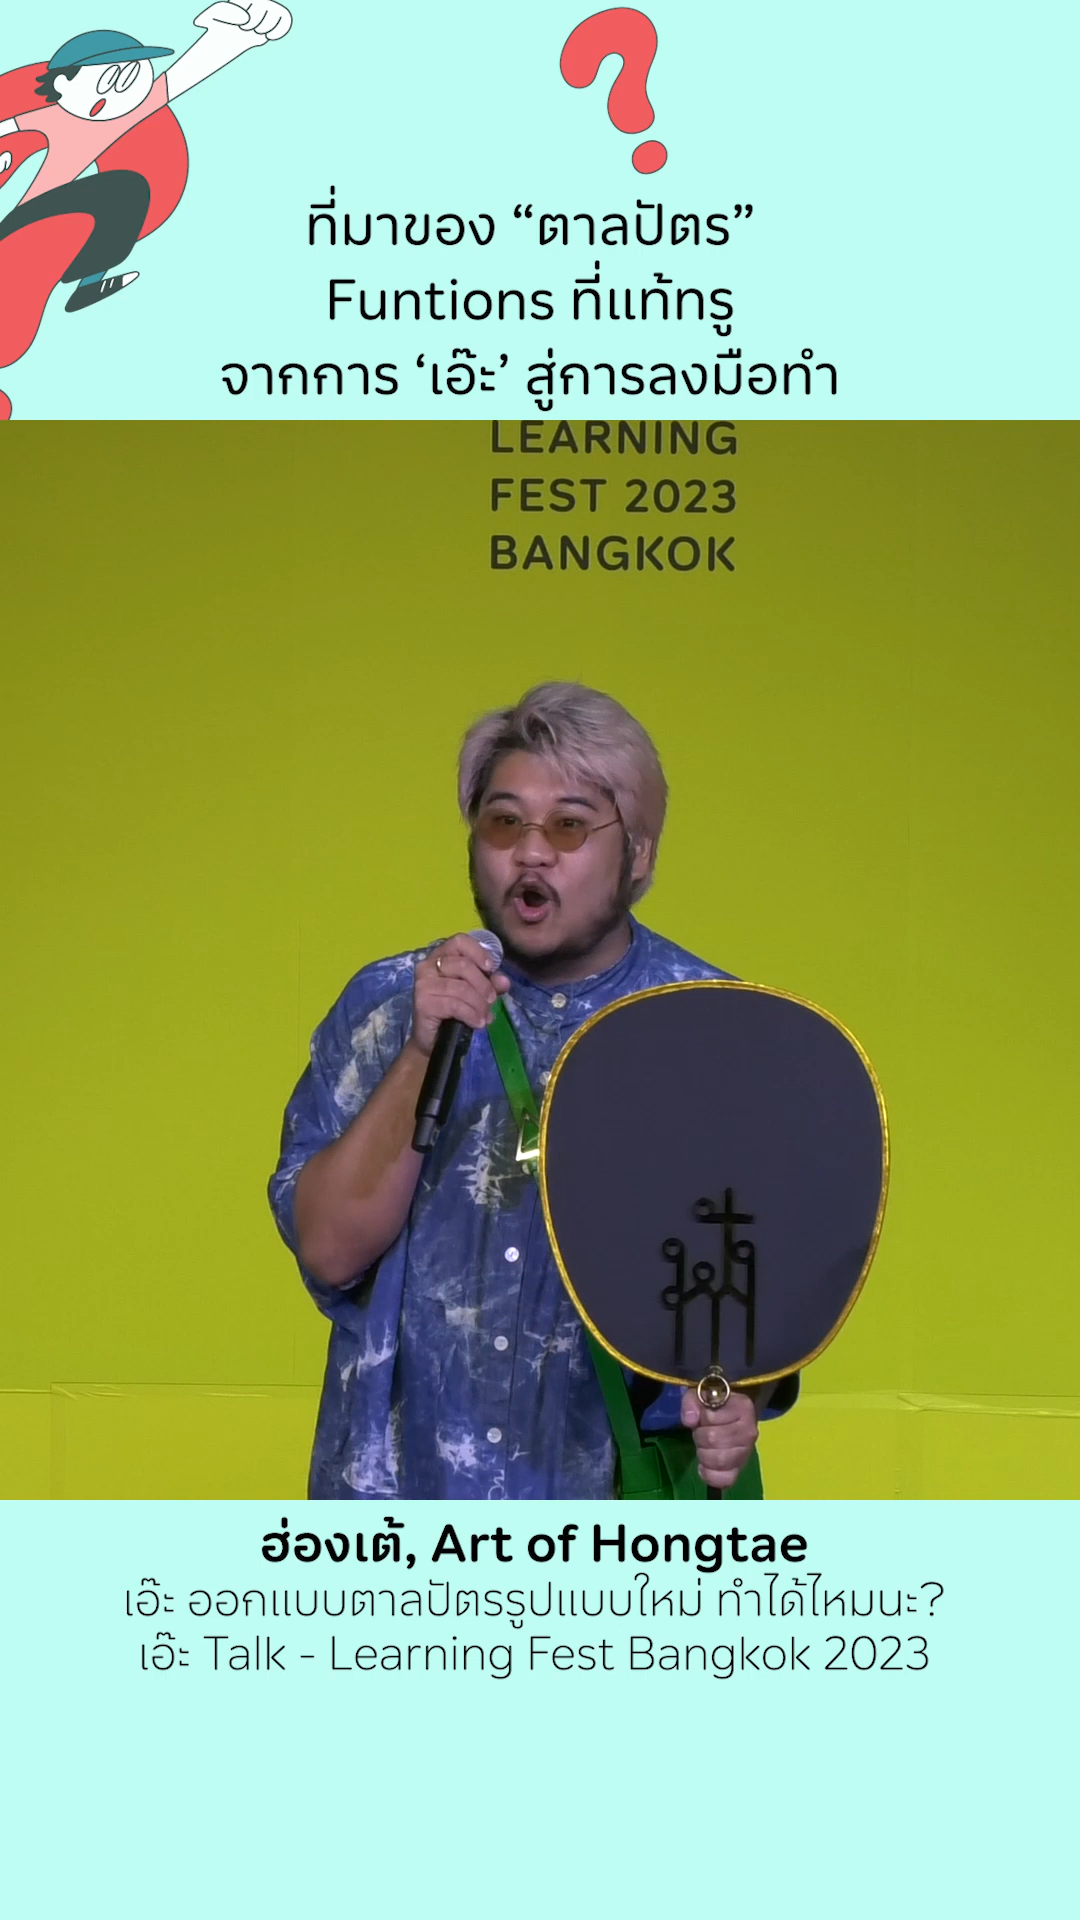 ที่มาของ “ตาลปัตร”
Funtions ที่แท้ทรู
จากการ ‘เอ๊ะ’ สู่การลงมือทำ
LEARNING
FEST 2023
BANGKOK
ฮ่องเต้, Art of Hongtae
เอ๊ะ ออกแบบตาลปัตรรูปแบบใหม่ ทำได้ไหมนะ?
เอ๊ะ Talk - Learning Fest Bangkok 2023